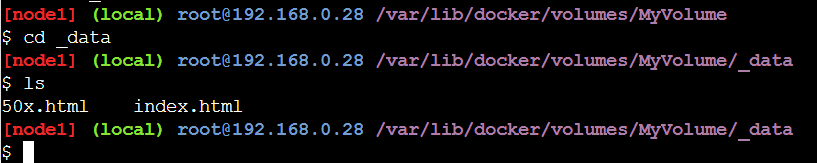 [node1] (local) root@192.168.0.28 /var/lib/docker/volumes/MyVolume
$ cd _data
[node1] (local) root@192.168.0.28 /var/lib/docker/volumes/MyVolume/_data
$ ls
50x.html    index.html
[node1] (local) root@192.168.0.28 /var/lib/docker/volumes/MyVolume/_data
$